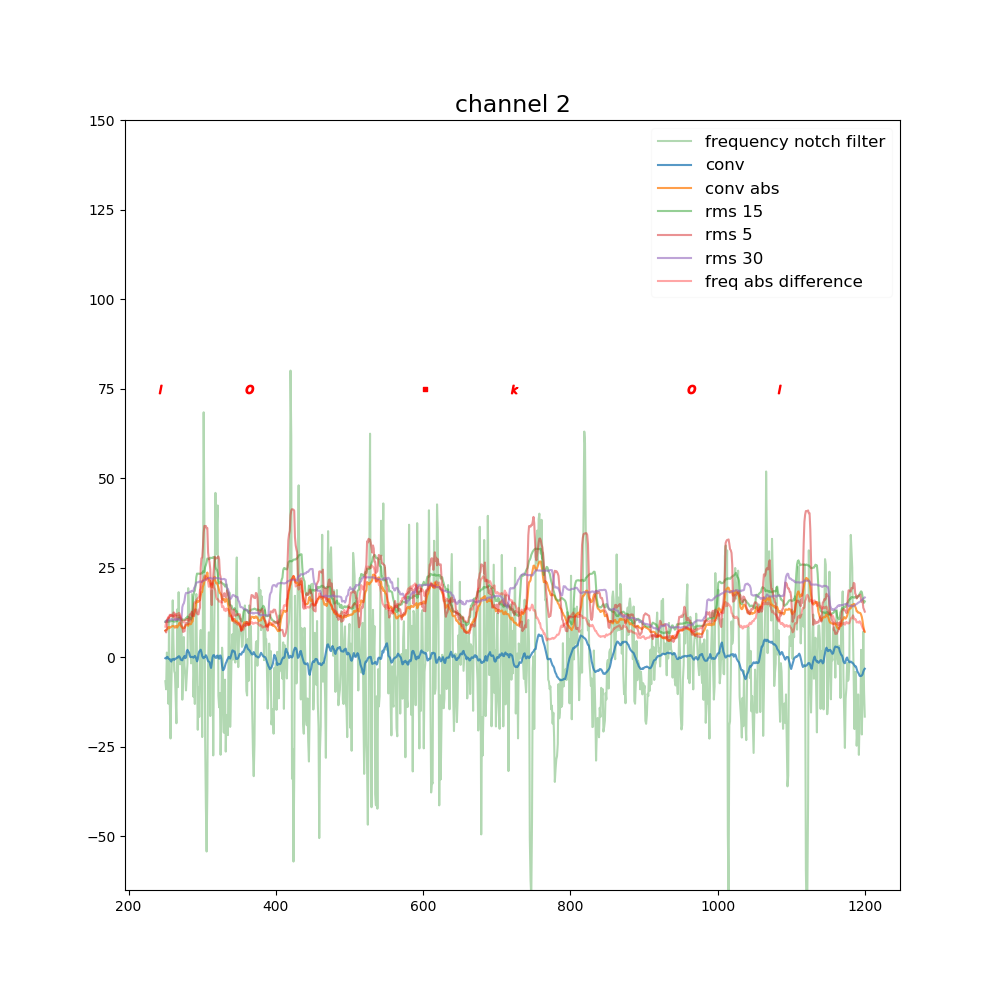 channel 2
150
125
100
75
50
25
0
−25
−50
200 400 600 800 1000 1200
frequency notch filter
conv
conv abs
rms 15
rms 5
rms 30
freq abs difference
l O ▪ k O l